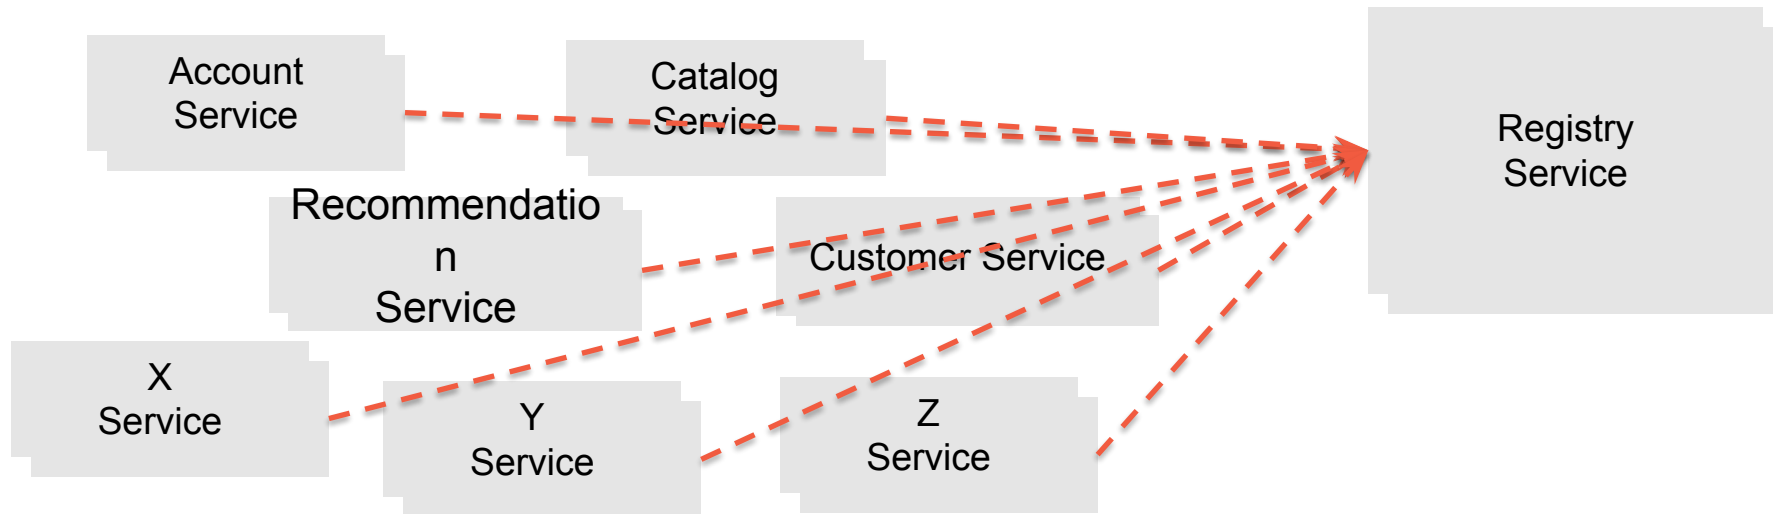 Account
Service
Catalog
Service
Registry
Service
Recommendatio
n
Service
Customer Service
X
Service
Y
Service
Z
Service